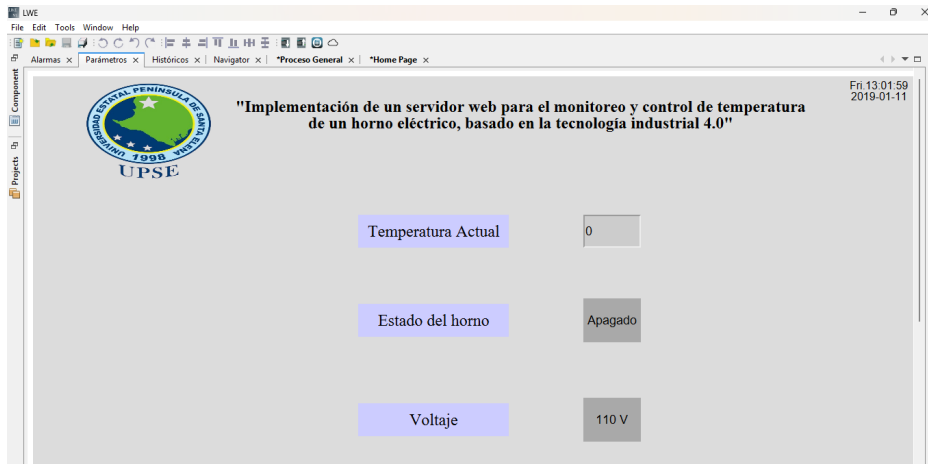 LWE
File Edit Tools Window Help
Alarmas x Parámetros x Históricos x Navigator x *Proceso General x *Home Page x
Component
Projects
Fri.13:01:59
2019-01-11
UNIVERSIDAD ESTATAL PENÍNSULA DE SANTA ELENA
1998
UPSE
"Implementación de un servidor web para el monitoreo y control de temperatura
de un horno eléctrico, basado en la tecnología industrial 4.0"
Temperatura Actual 0
Estado del horno Apagado
Voltaje 110 V